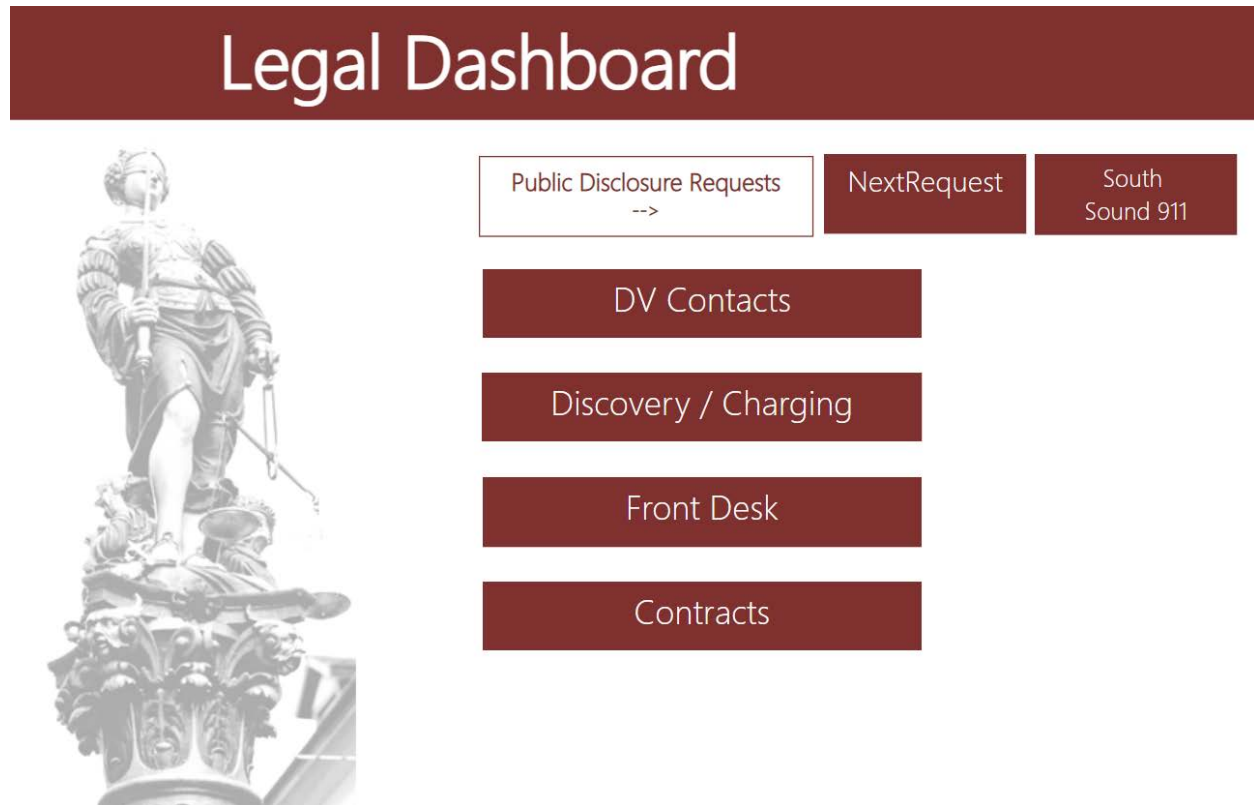 Legal Dashboard
Public Disclosure Requests
-->
NextRequest
South
Sound 911
DV Contacts
Discovery / Charging
Front Desk
Contracts